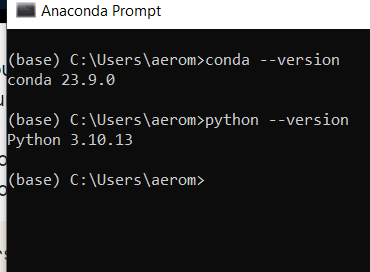 Anaconda Prompt
(base) C:\Users\aerom>conda --version
conda 23.9.0
(base) C:\Users\aerom>python --version
Python 3.10.13
(base) C:\Users\aerom>